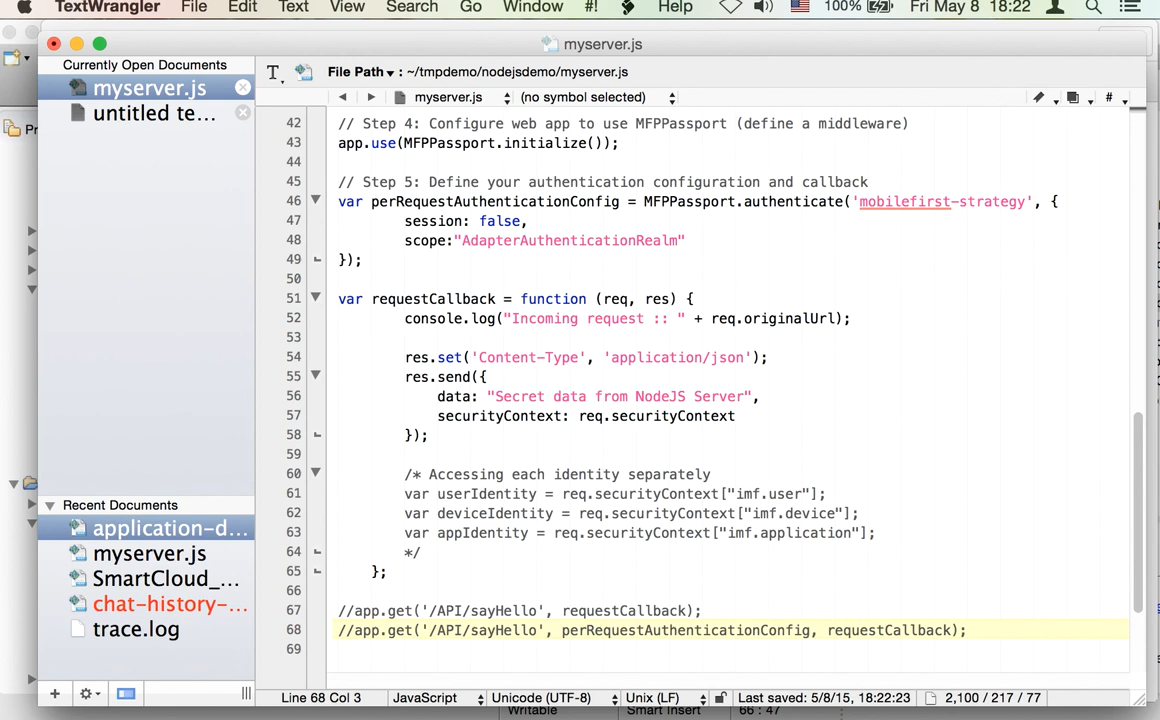 TextWrangler File Edit Text View Search Go Window #! Help 100% Fri May 8 18:22
myserver.js
Currently Open Documents
myserver.js
untitled te...
Pr
T File Path ▾ : ~/tmpdemo/nodejsdemo/myserver.js
myserver.js (no symbol selected) #
42 // Step 4: Configure web app to use MFPPassport (define a middleware)
43 app.use(MFPPassport.initialize());
44
45 // Step 5: Define your authentication configuration and callback
46 var perRequestAuthenticationConfig = MFPPassport.authenticate('mobilefirst-strategy', {
47 session: false,
48 scope:"AdapterAuthenticationRealm"
49 });
50
51 var requestCallback = function (req, res) {
52 console.log("Incoming request :: " + req.originalUrl);
53
54 res.set('Content-Type', 'application/json');
55 res.send({
56 data: "Secret data from NodeJS Server",
57 securityContext: req.securityContext
58 });
59
60 /* Accessing each identity separately
61 var userIdentity = req.securityContext["imf.user"];
62 var deviceIdentity = req.securityContext["imf.device"];
63 var appIdentity = req.securityContext["imf.application"];
64 */
65 };
66
67 //app.get('/API/sayHello', requestCallback);
68 //app.get('/API/sayHello', perRequestAuthenticationConfig, requestCallback);
69
Recent Documents
application-d...
myserver.js
SmartCloud_...
chat-history-...
trace.log
Line 68 Col 3 JavaScript Unicode (UTF-8) Unix (LF) Last saved: 5/8/15, 18:22:23 2,100 / 217 / 77
Writable Smart Insert 66 : 47